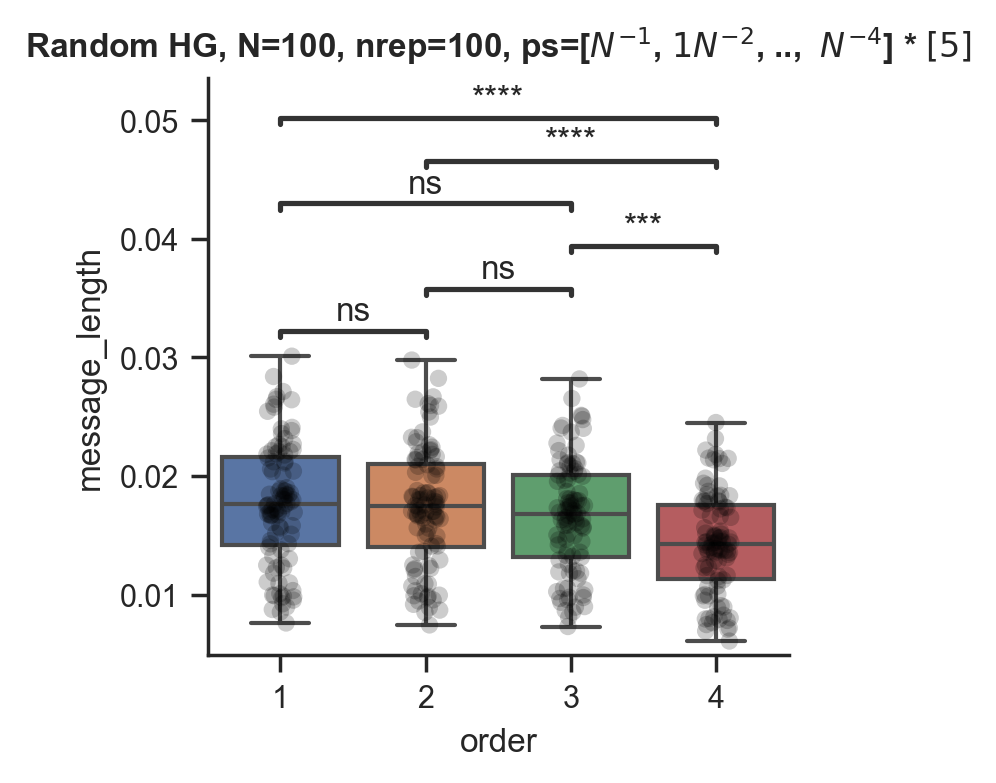 Random HG, N=100, nrep=100, ps=[N⁻¹, 1N⁻², .., N⁻⁴] * [5]
****
0.05
****
ns
***
0.04
ns
ns
0.03
message_length
0.02
0.01
1 2 3 4
order